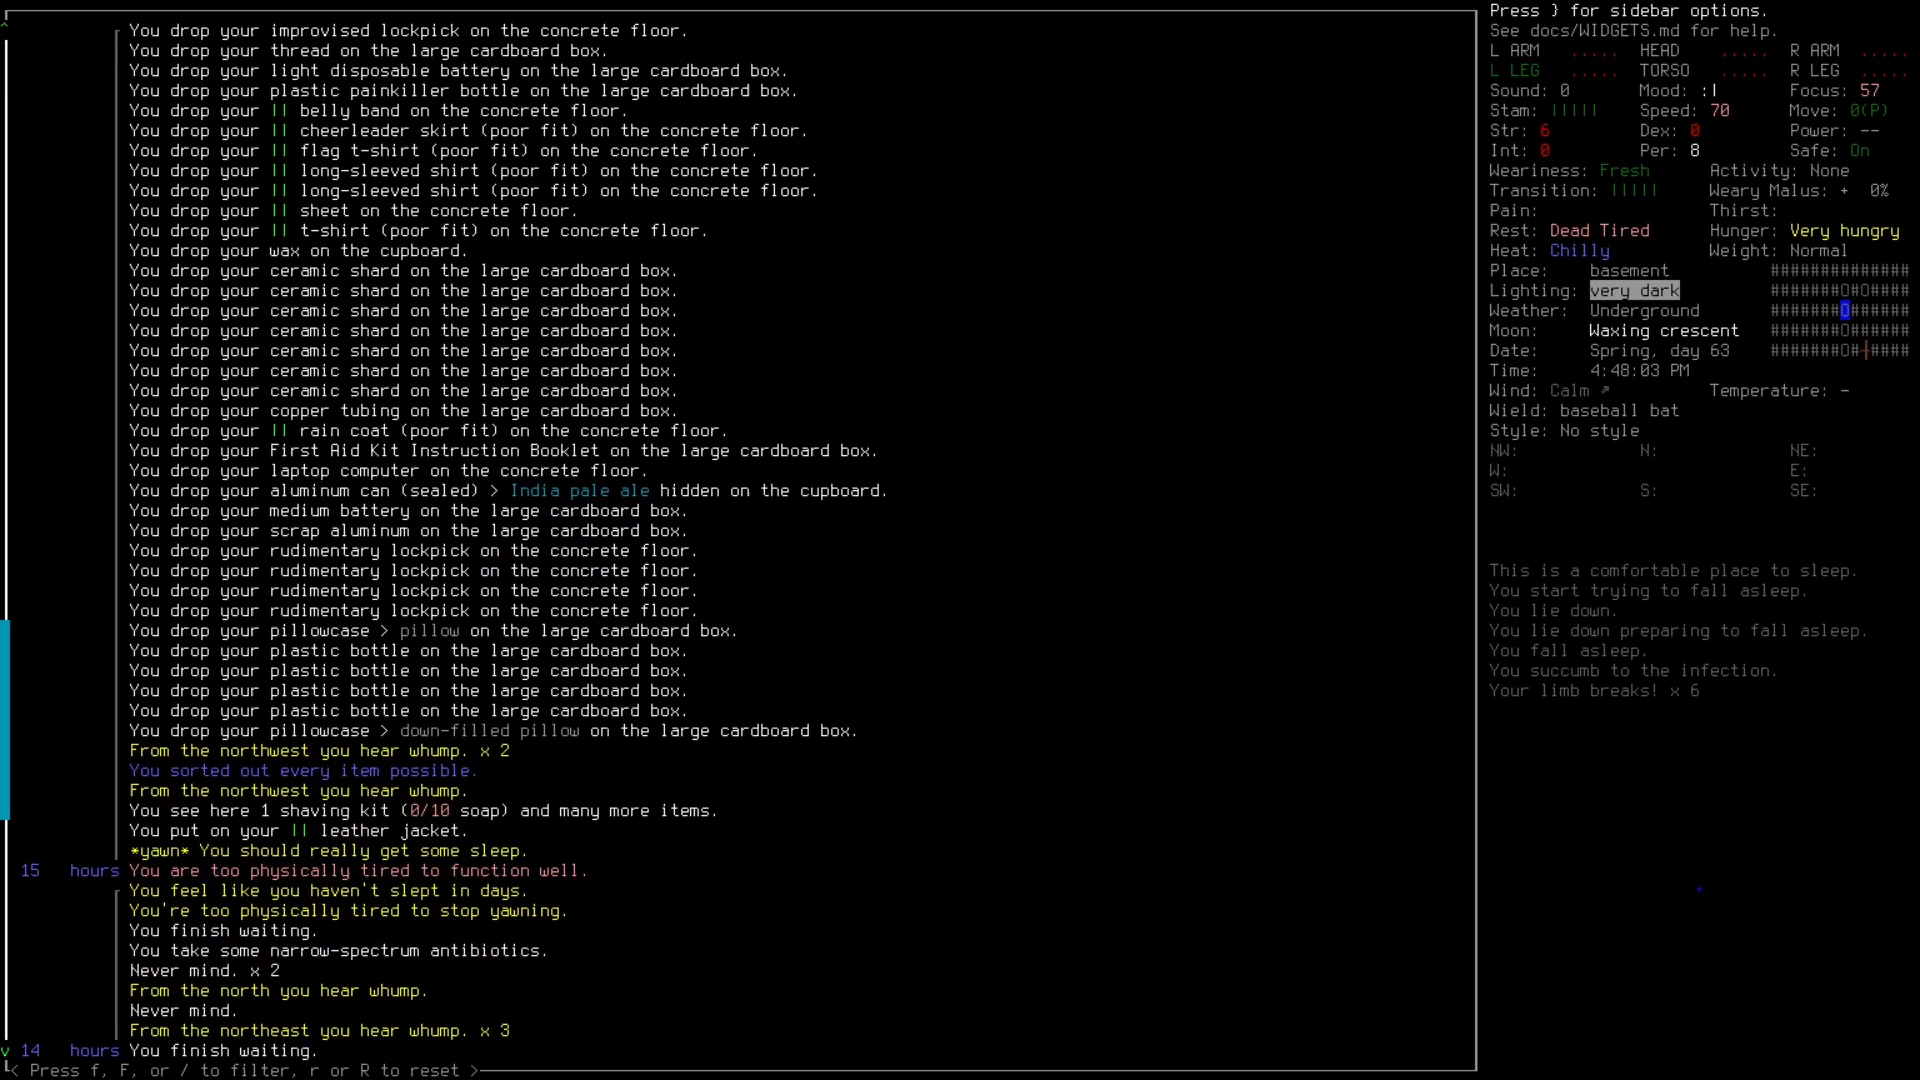 You drop your improvised lockpick on the concrete floor.
You drop your thread on the large cardboard box.
You drop your light disposable battery on the large cardboard box.
You drop your plastic painkiller bottle on the large cardboard box.
You drop your || belly band on the concrete floor.
You drop your || cheerleader skirt (poor fit) on the concrete floor.
You drop your || flag t-shirt (poor fit) on the concrete floor.
You drop your || long-sleeved shirt (poor fit) on the concrete floor.
You drop your || long-sleeved shirt (poor fit) on the concrete floor.
You drop your || sheet on the concrete floor.
You drop your || t-shirt (poor fit) on the concrete floor.
You drop your wax on the cupboard.
You drop your ceramic shard on the large cardboard box.
You drop your ceramic shard on the large cardboard box.
You drop your ceramic shard on the large cardboard box.
You drop your ceramic shard on the large cardboard box.
You drop your ceramic shard on the large cardboard box.
You drop your ceramic shard on the large cardboard box.
You drop your ceramic shard on the large cardboard box.
You drop your copper tubing on the large cardboard box.
You drop your || rain coat (poor fit) on the concrete floor.
You drop your First Aid Kit Instruction Booklet on the large cardboard box.
You drop your laptop computer on the concrete floor.
You drop your aluminum can (sealed) > India pale ale hidden on the cupboard.
You drop your medium battery on the large cardboard box.
You drop your scrap aluminum on the large cardboard box.
You drop your rudimentary lockpick on the concrete floor.
You drop your rudimentary lockpick on the concrete floor.
You drop your rudimentary lockpick on the concrete floor.
You drop your rudimentary lockpick on the concrete floor.
You drop your pillowcase > pillow on the large cardboard box.
You drop your plastic bottle on the large cardboard box.
You drop your plastic bottle on the large cardboard box.
You drop your plastic bottle on the large cardboard box.
You drop your plastic bottle on the large cardboard box.
You drop your pillowcase > down-filled pillow on the large cardboard box.
From the northwest you hear whump. x 2
You sorted out every item possible.
From the northwest you hear whump.
You see here 1 shaving kit (0/10 soap) and many more items.
You put on your || leather jacket.
*yawn* You should really get some sleep.
15 hours You are too physically tired to function well.
You feel like you haven't slept in days.
You're too physically tired to stop yawning.
You finish waiting.
You take some narrow-spectrum antibiotics.
Never mind. x 2
From the north you hear whump.
Never mind.
From the northeast you hear whump. x 3
v 14 hours You finish waiting.
< Press f, F, or / to filter, r or R to reset >
Press } for sidebar options.
See docs/WIDGETS.md for help.
L ARM ..... HEAD ..... R ARM .....
L LEG ..... TORSO ..... R LEG .....
Sound: 0 Mood: :| Focus: 57
Stam: ||||| Speed: 70 Move: 0(P)
Str: 6 Dex: 0 Power: --
Int: 0 Per: 8 Safe: On
Weariness: Fresh Activity: None
Transition: ||||| Weary Malus: + 0%
Pain: Thirst:
Rest: Dead Tired Hunger: Very hungry
Heat: Chilly Weight: Normal
Place: basement ##############
Lighting: very dark #######O#O####
Weather: Underground #######O######
Moon: Waxing crescent #######O######
Date: Spring, day 63 #######O#┤####
Time: 4:48:03 PM
Wind: Calm ↗ Temperature: -
Wield: baseball bat
Style: No style
NW: N: NE:
W: E:
SW: S: SE:
This is a comfortable place to sleep.
You start trying to fall asleep.
You lie down.
You lie down preparing to fall asleep.
You fall asleep.
You succumb to the infection.
Your limb breaks! x 6